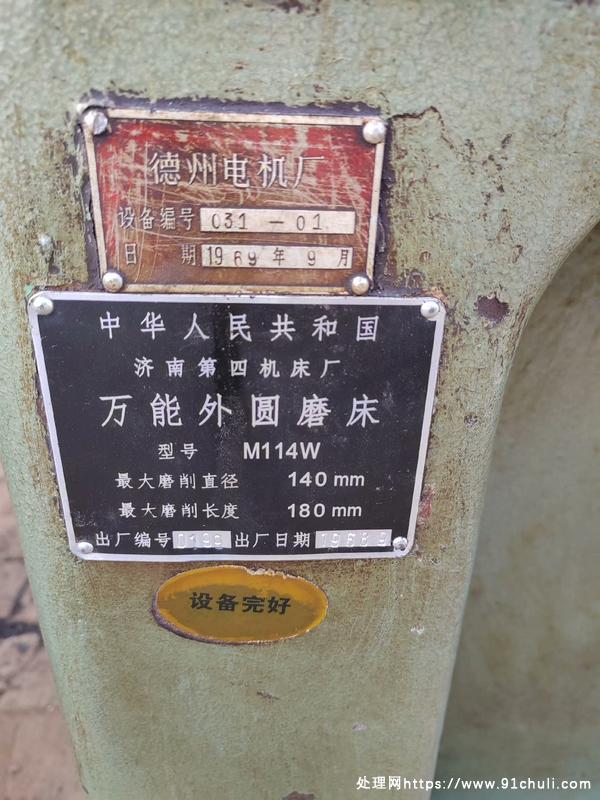 德州电机厂
设备编号 031-01
日 期 1969年9月
中华人民共和国
济南第四机床厂
万能外圆磨床
型号 M114W
最大磨削直径 140mm
最大磨削长度 180mm
出厂编号 出厂日期
设备完好
处理网https://www.91chuli.com